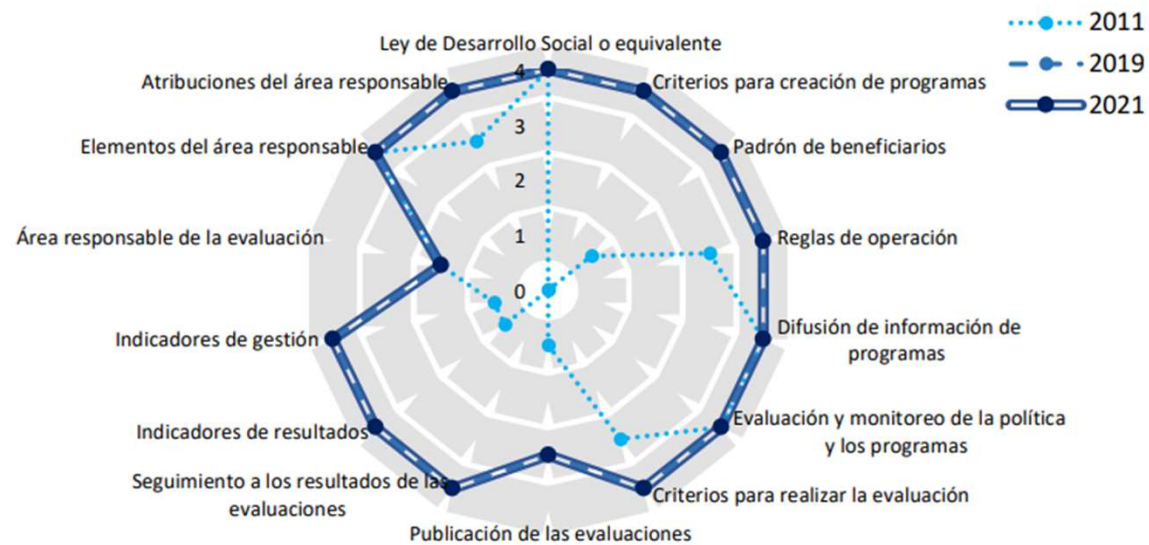 2011
2019
2021
Ley de Desarrollo Social o equivalente
Atribuciones del área responsable
Criterios para creación de programas
Elementos del área responsable
Padrón de beneficiarios
Área responsable de la evaluación
Reglas de operación
Indicadores de gestión
Difusión de información de
programas
Indicadores de resultados
Evaluación y monitoreo de la política
y los programas
Seguimiento a los resultados de las
evaluaciones
Criterios para realizar la evaluación
Publicación de las evaluaciones
4
3
2
1
0